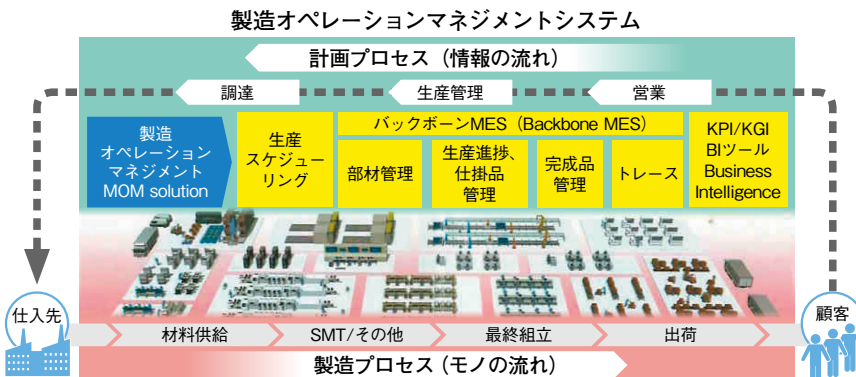 製造オペレーションマネジメントシステム
計画プロセス（情報の流れ）
調達
生産管理
営業
製造
オペレーション
マネジメント
MOM solution
生産
スケジュー
リング
バックボーンMES（Backbone MES）
部材管理
生産進捗、
仕掛品
管理
完成品
管理
トレース
KPI/KGI
BIツール
Business
Intelligence
仕入先
材料供給
SMT/その他
最終組立
出荷
顧客
製造プロセス（モノの流れ）